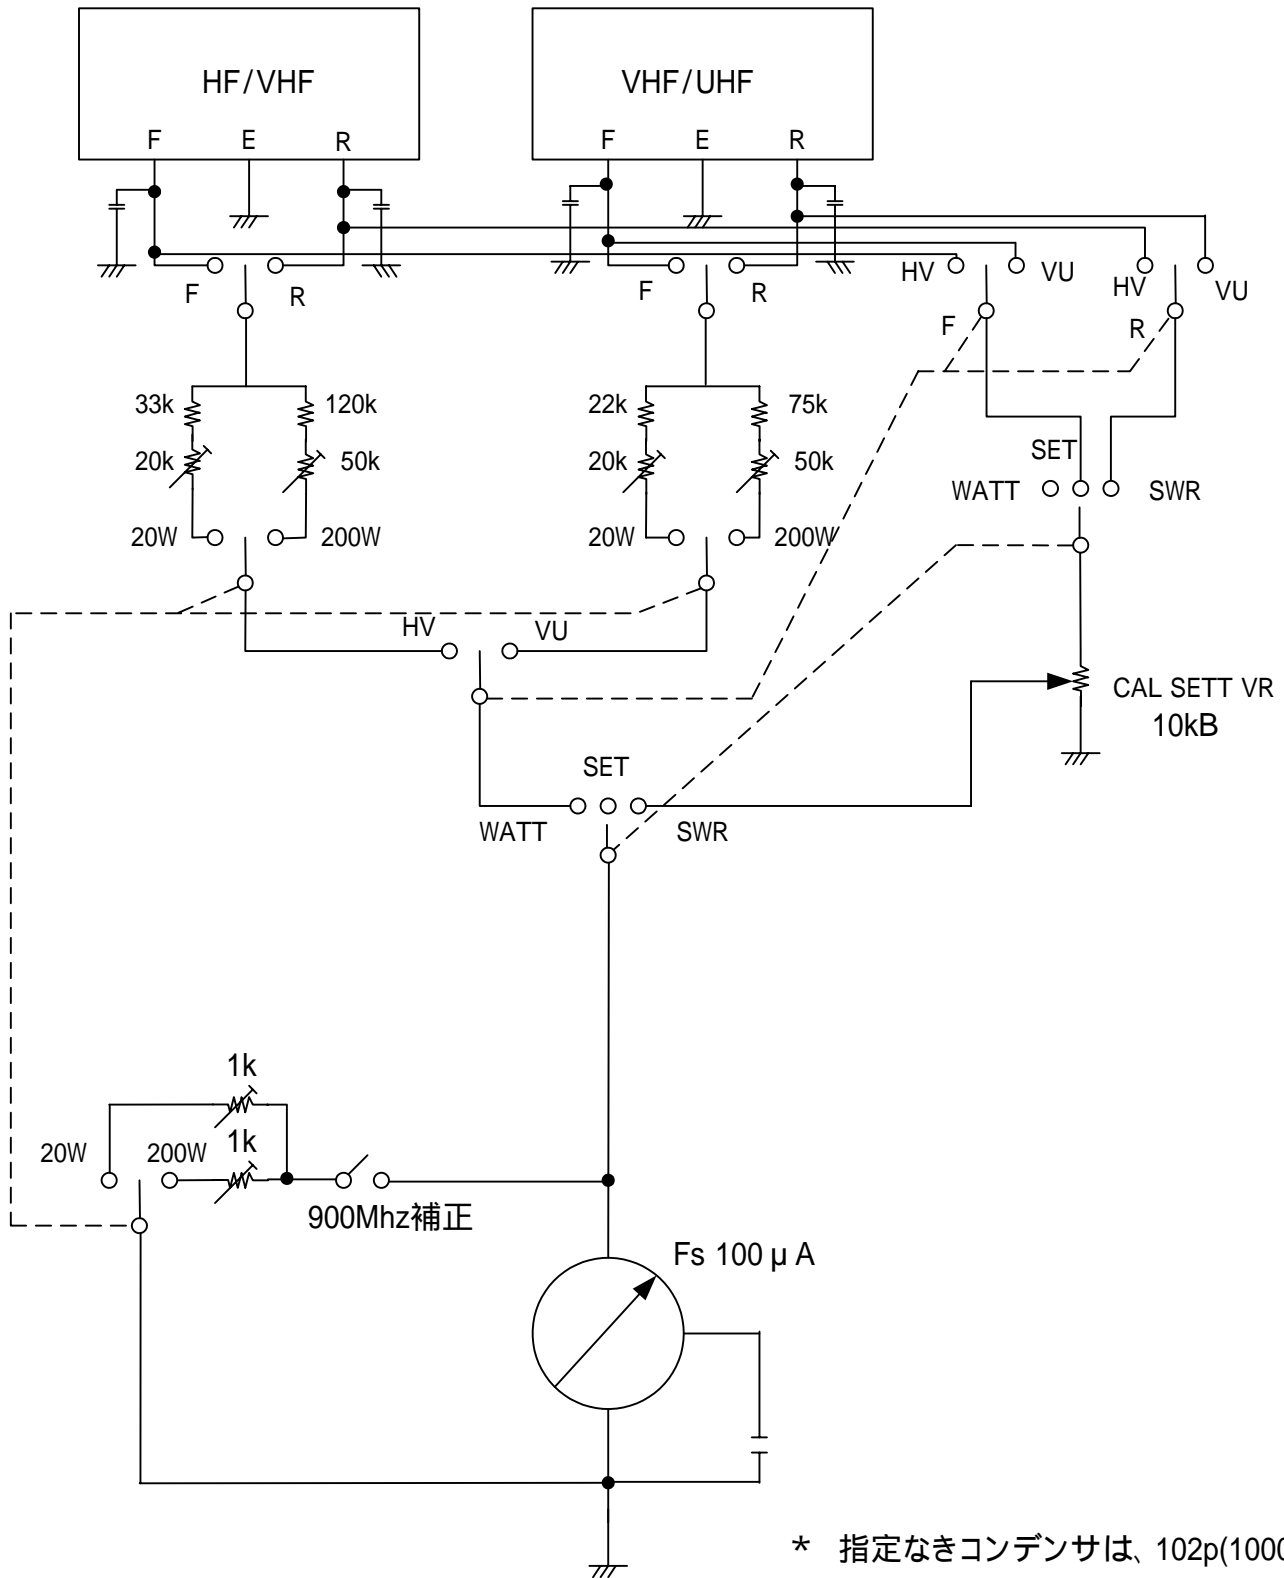 HF/VHF
VHF/UHF
F E R
F E R
F R
F R
HV VU
HV VU
F
R
33k 120k
22k 75k
20k 50k
20k 50k
SET
WATT SWR
20W 200W
20W 200W
HV VU
CAL SETT VR
10kB
SET
WATT SWR
1k
20W 200W 1k
900Mhz補正
Fs 100 μ A
* 指定なきコンデンサは、102p(1000